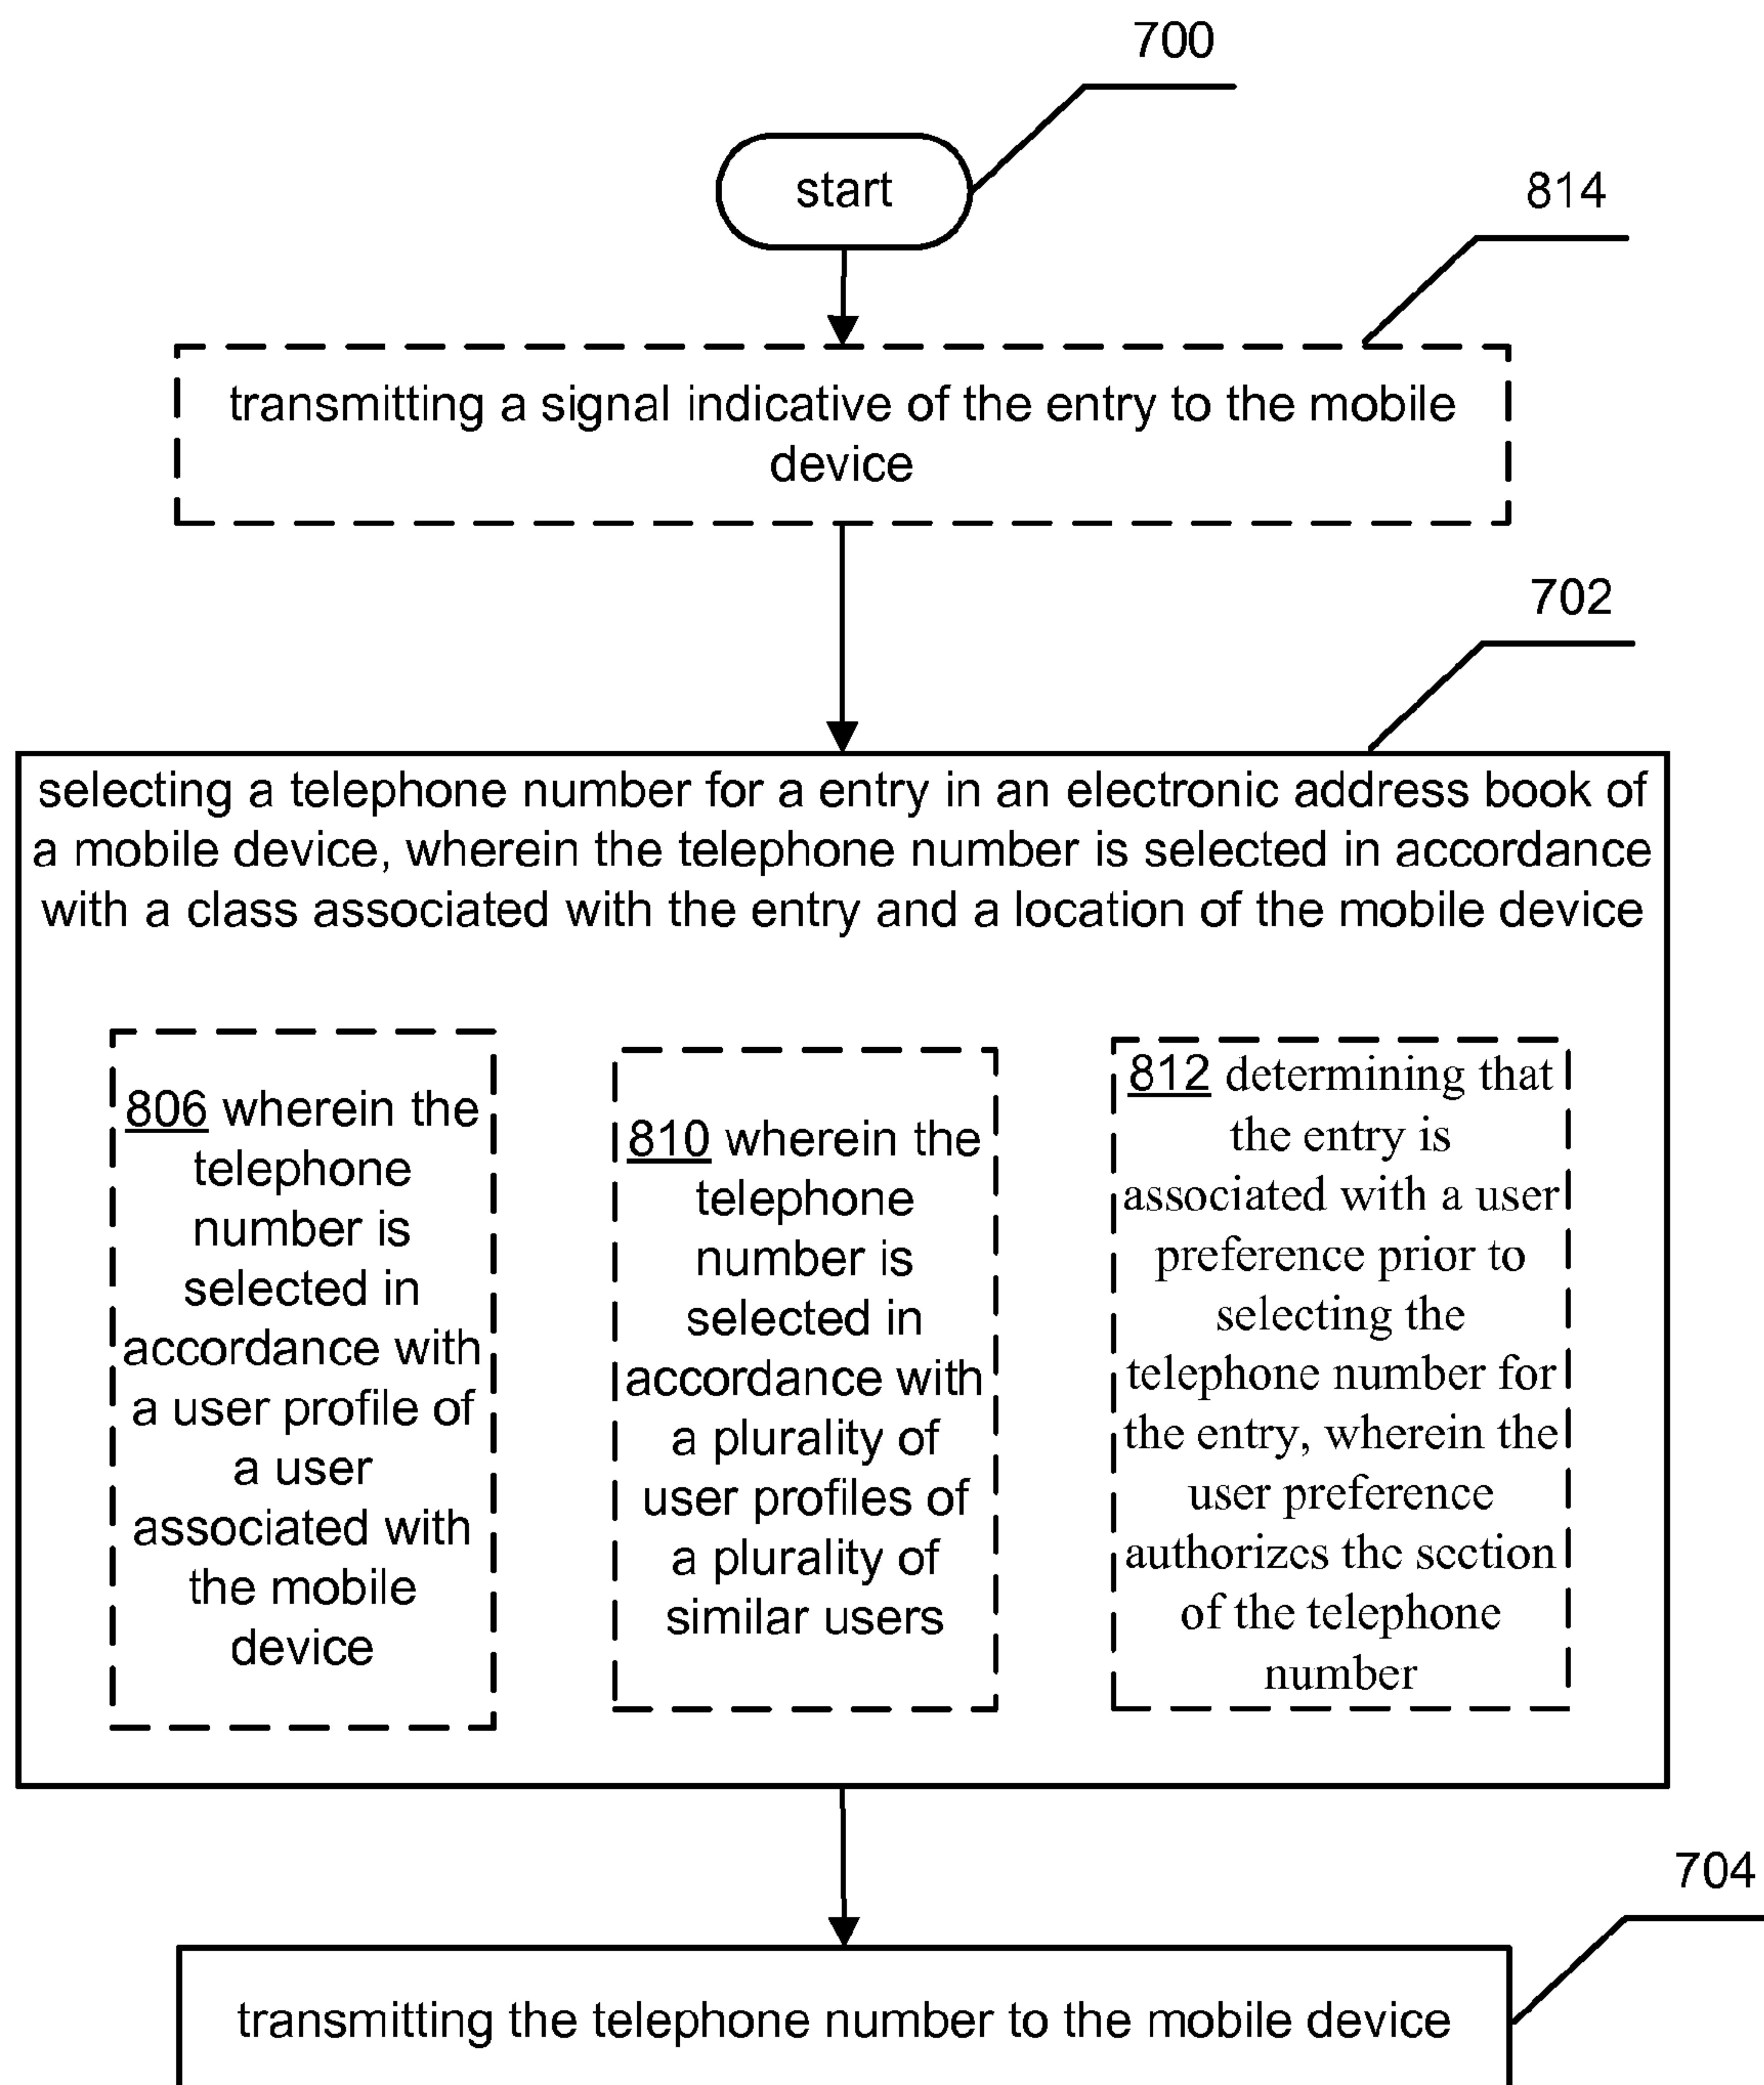 700
start
814
transmitting a signal indicative of the entry to the mobile
device
702
selecting a telephone number for a entry in an electronic address book of
a mobile device, wherein the telephone number is selected in accordance
with a class associated with the entry and a location of the mobile device
806 wherein the
telephone
number is
selected in
accordance with
a user profile of
a user
associated with
the mobile
device
810 wherein the
telephone
number is
selected in
accordance with
a plurality of
user profiles of
a plurality of
similar users
812 determining that
the entry is
associated with a user
preference prior to
selecting the
telephone number for
the entry, wherein the
user preference
authorizes the section
of the telephone
number
704
transmitting the telephone number to the mobile device